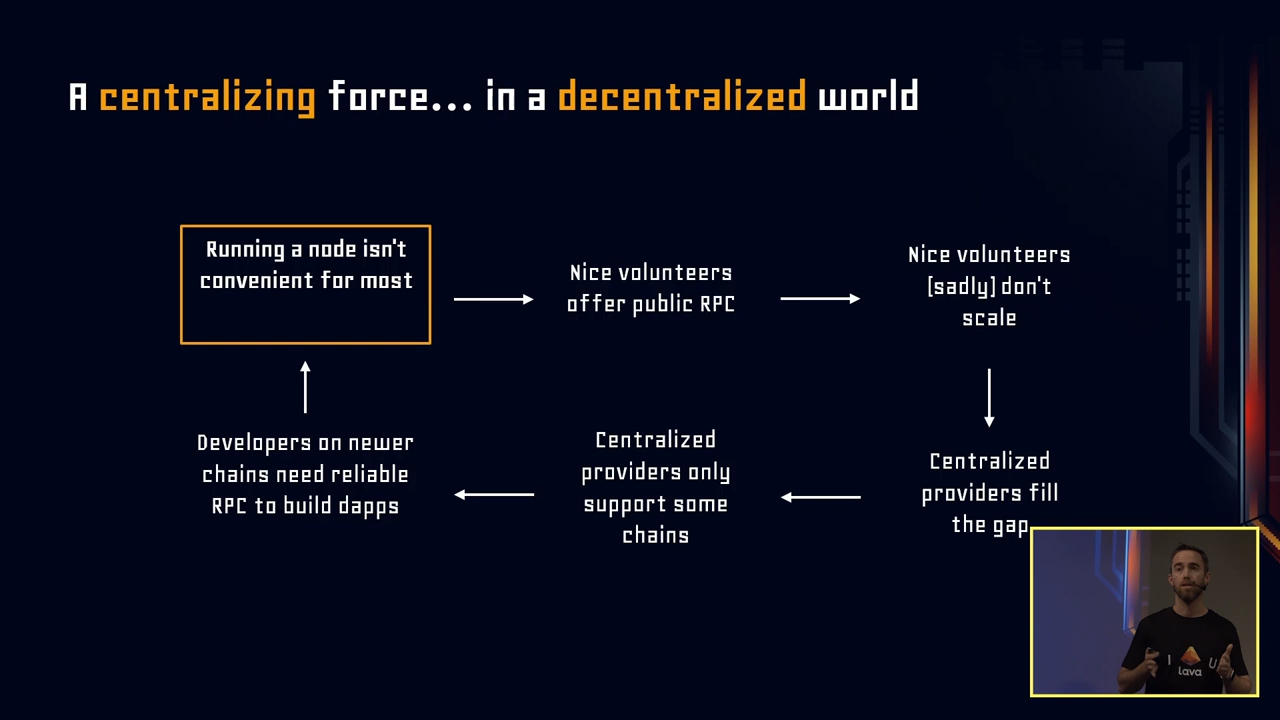 A centralizing force... in a decentralized world
Running a node isn't
convenient for most
Nice volunteers
offer public RPC
Nice volunteers
[sadly] don't
scale
Centralized
providers fill
the gap
Centralized
providers only
support some
chains
Developers on newer
chains need reliable
RPC to build dapps
I U
lava